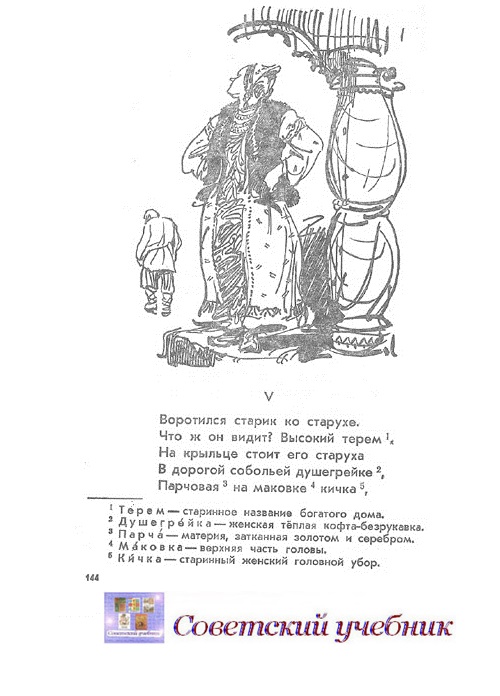 V
Воротился старик ко старухе.
Что ж он видит? Высокий терем ¹,
На крыльце стоит его старуха
В дорогой собольей душегрейке ²,
Парчовая ³ на маковке ⁴ кичка ⁵,
¹ Те́рем — старинное название богатого дома.
² Душегре́йка — женская тёплая кофта-безрукавка.
³ Парча́ — материя, затканная золотом и серебром.
⁴ Ма́ковка — верхняя часть головы.
⁵ Ки́чка — старинный женский головной убор.
144
Советский учебник